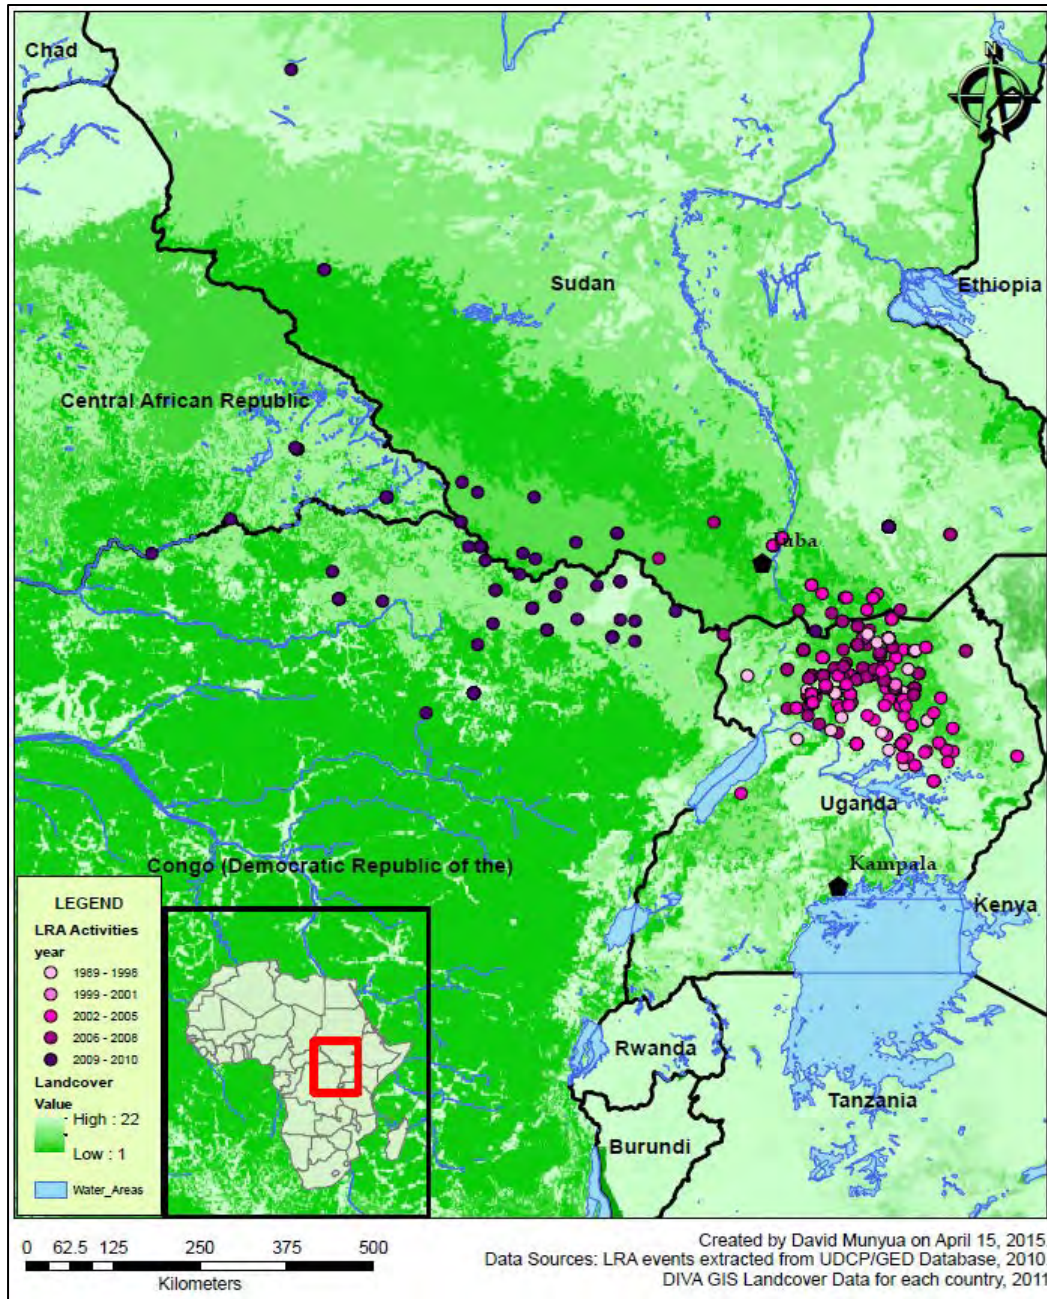 Chad
N
Sudan
Ethiopia
Central African Republic
Juba
Uganda
Congo (Democratic Republic of the)
Kampala
Kenya
Rwanda
Tanzania
Burundi
LEGEND
LRA Activities
year
1989 - 1998
1999 - 2001
2002 - 2005
2006 - 2008
2009 - 2010
Landcover
Value
High : 22
Low : 1
Water_Areas
0 62.5 125 250 375 500
Kilometers
Created by David Munyua on April 15, 2015
Data Sources: LRA events extracted from UDCP/GED Database, 2010
DIVA GIS Landcover Data for each country, 2011